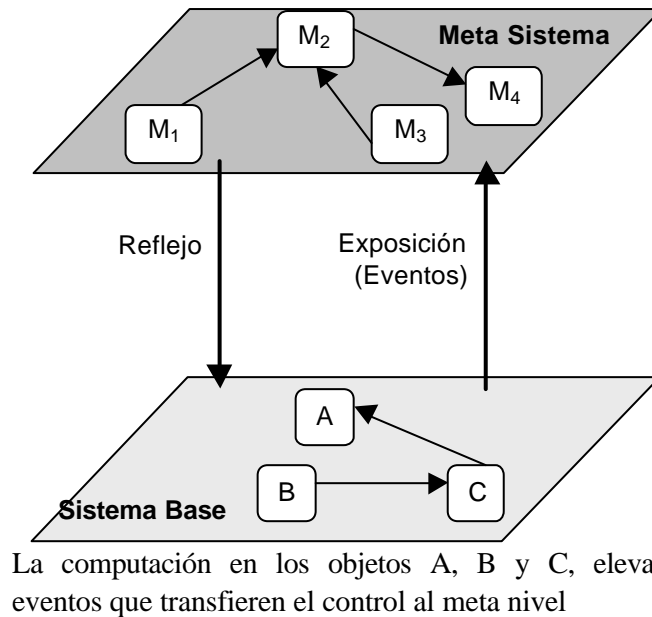 M2
Meta Sistema
M4
M1
M3
Reflejo
Exposición
(Eventos)
A
B
C
Sistema Base
La computación en los objetos A, B y C, eleva
eventos que transfieren el control al meta nivel